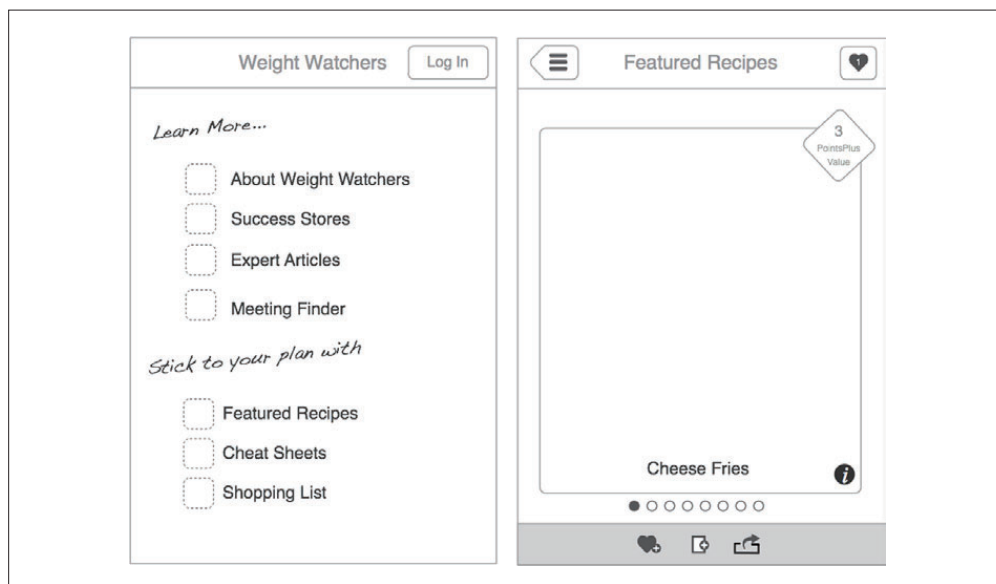 Weight Watchers
Log In
Learn More...
About Weight Watchers
Success Stores
Expert Articles
Meeting Finder
Stick to your plan with
Featured Recipes
Cheat Sheets
Shopping List
Featured Recipes
1
3
PointsPlus
Value
Cheese Fries
i